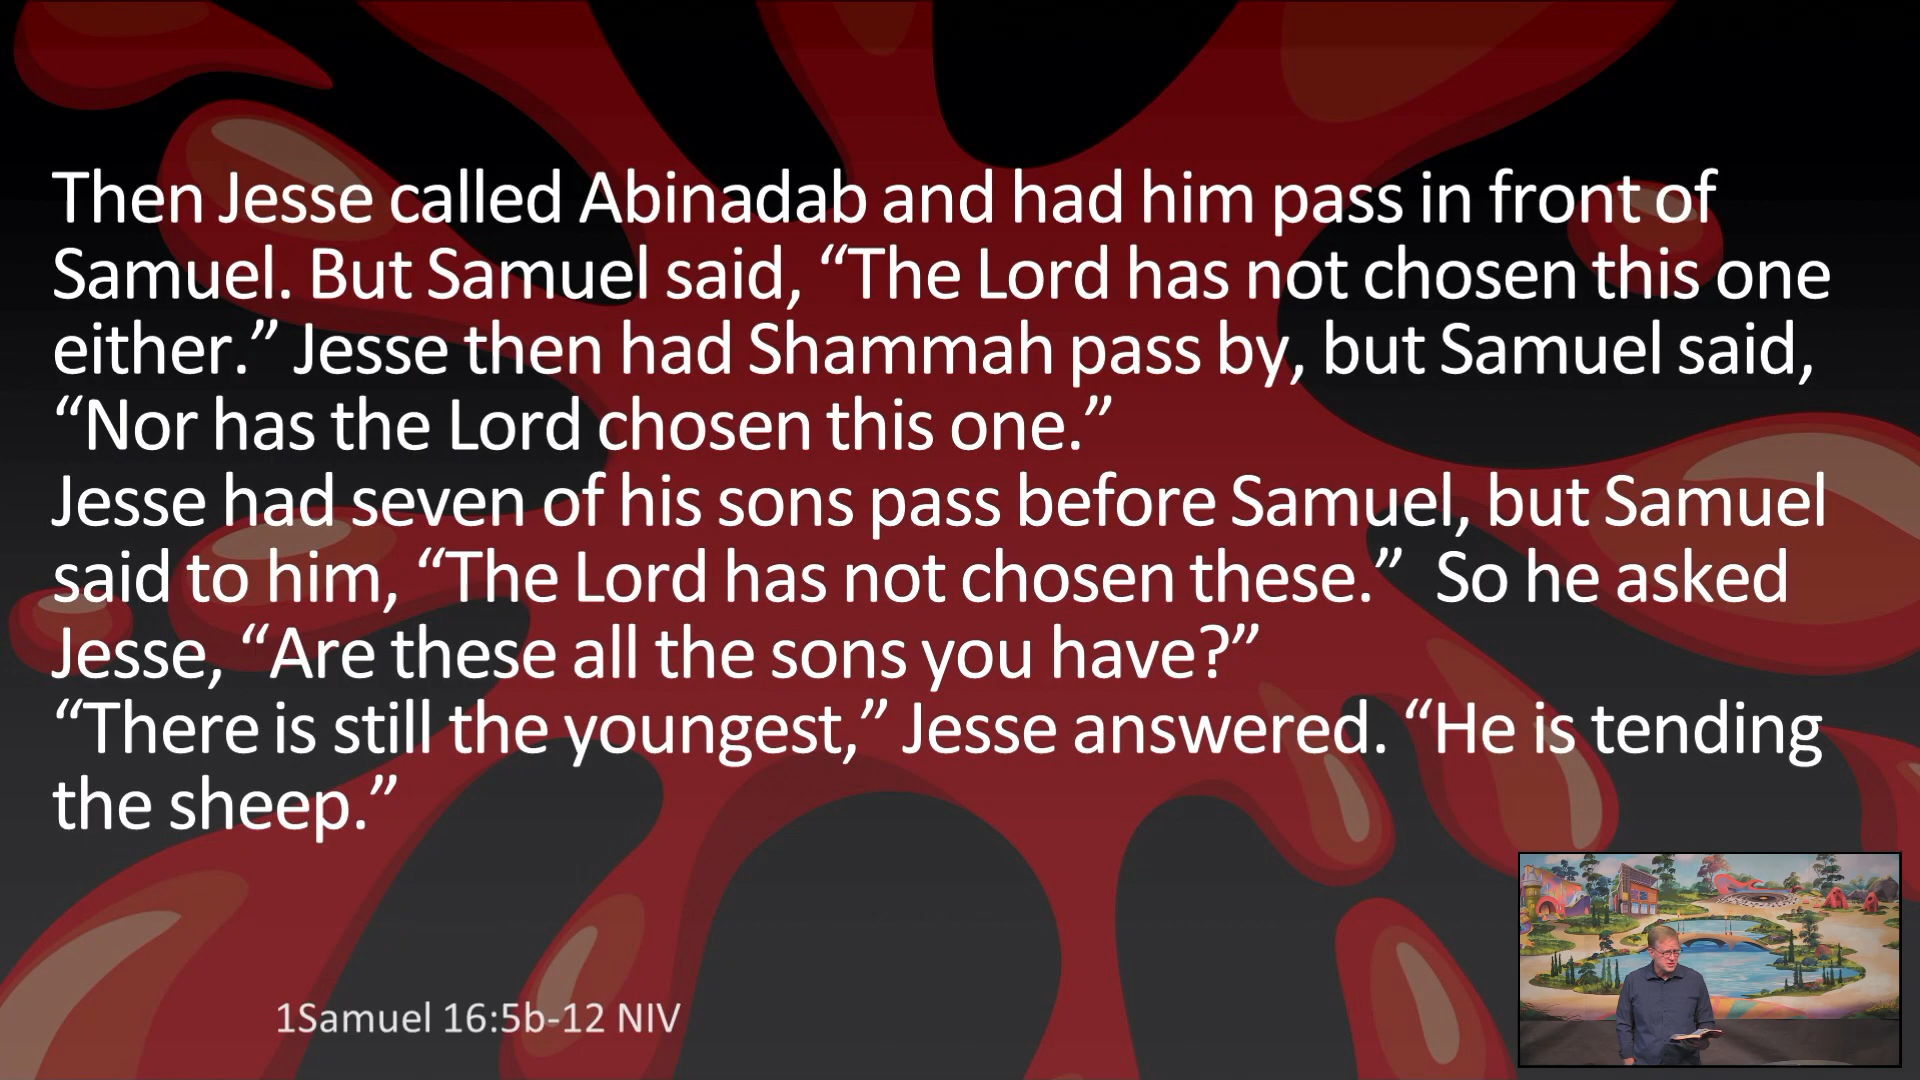 Then Jesse called Abinadab and had him pass in front of
Samuel. But Samuel said, “The Lord has not chosen this one
either.” Jesse then had Shammah pass by, but Samuel said,
“Nor has the Lord chosen this one.”
Jesse had seven of his sons pass before Samuel, but Samuel
said to him, “The Lord has not chosen these.”  So he asked
Jesse, “Are these all the sons you have?”
“There is still the youngest,” Jesse answered. “He is tending
the sheep.”
1Samuel 16:5b-12 NIV